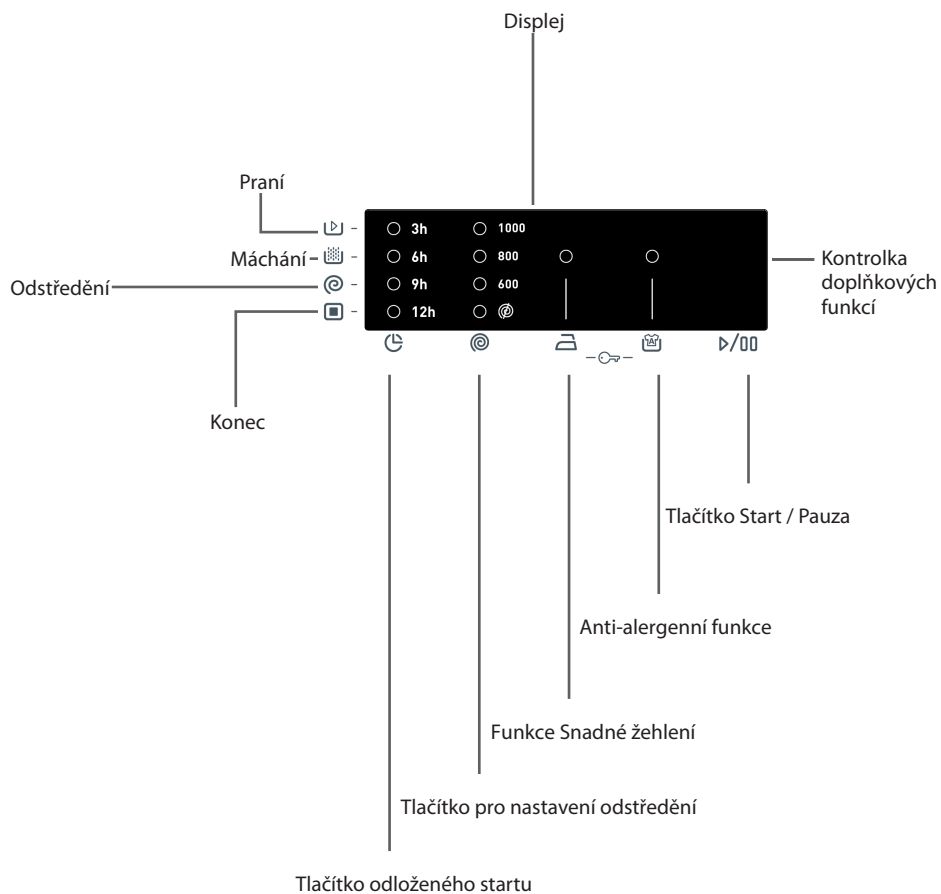 Displej
Praní
Máchání
Odstředění
Konec
3h 1000
6h 800
9h 600
12h
Kontrolka
doplňkových
funkcí
Tlačítko Start / Pauza
Anti-alergenní funkce
Funkce Snadné žehlení
Tlačítko pro nastavení odstředění
Tlačítko odloženého startu